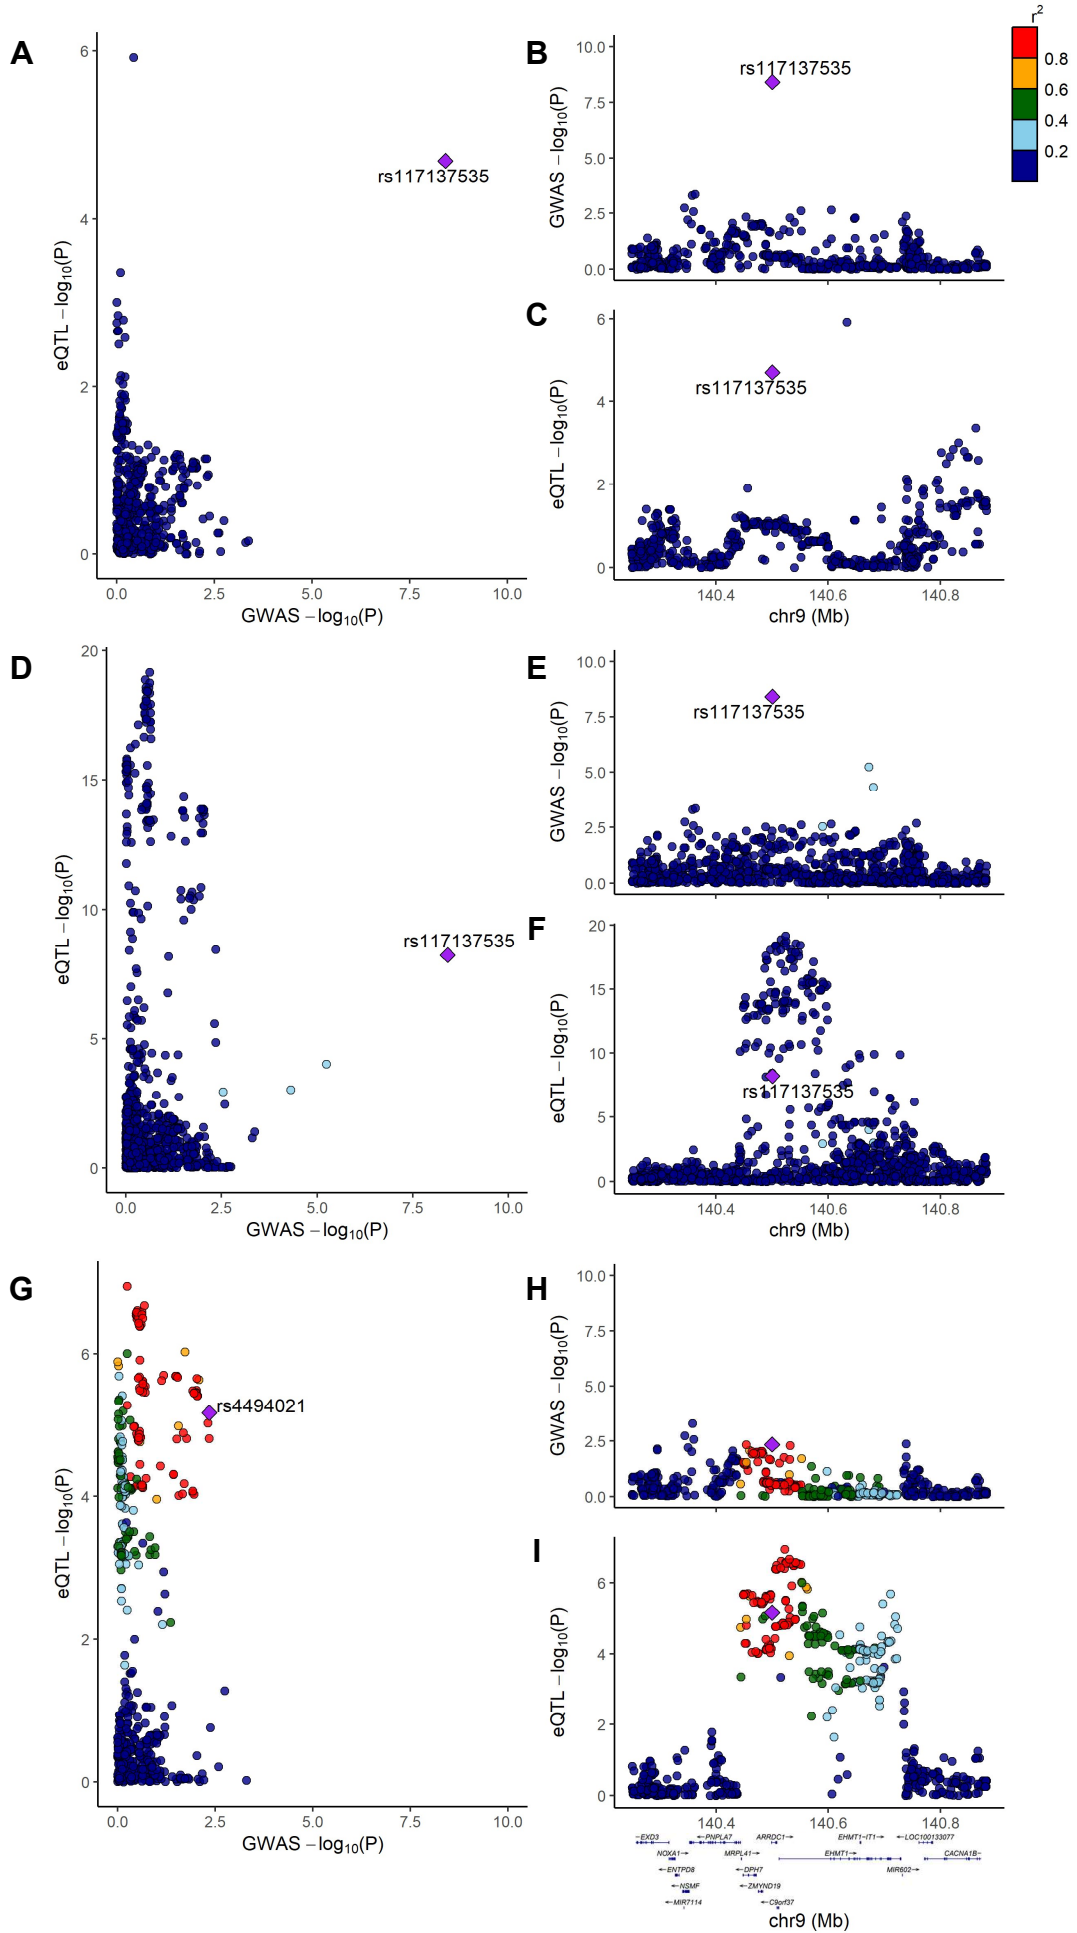 A
6
4
2
0
eQTL −log10(P)
rs117137535
0.0 2.5 5.0 7.5 10.0
GWAS −log10(P)
B
10.0
7.5
5.0
2.5
0.0
GWAS −log10(P)
rs117137535
r2
0.8
0.6
0.4
0.2
C
6
4
2
0
eQTL −log10(P)
rs117137535
140.4 140.6 140.8
chr9 (Mb)
D
20
15
10
5
0
eQTL −log10(P)
rs117137535
0.0 2.5 5.0 7.5 10.0
GWAS −log10(P)
E
10.0
7.5
5.0
2.5
0.0
GWAS −log10(P)
rs117137535
F
20
15
10
5
0
eQTL −log10(P)
rs117137535
140.4 140.6 140.8
chr9 (Mb)
G
6
4
2
0
eQTL −log10(P)
rs4494021
0.0 2.5 5.0 7.5 10.0
GWAS −log10(P)
H
10.0
7.5
5.0
2.5
0.0
GWAS −log10(P)
I
6
4
2
0
eQTL −log10(P)
140.4 140.6 140.8
−EXD3 ←PNPLA7 ARRDC1→ EHMT1−IT1→ ←LOC100133077
NOXA1→ MRPL41→ EHMT1→ CACNA1B−
←ENTPD8 ←DPH7 MIR602→
←NSMF ←ZMYND19
←MIR7114 ←C9orf37
chr9 (Mb)